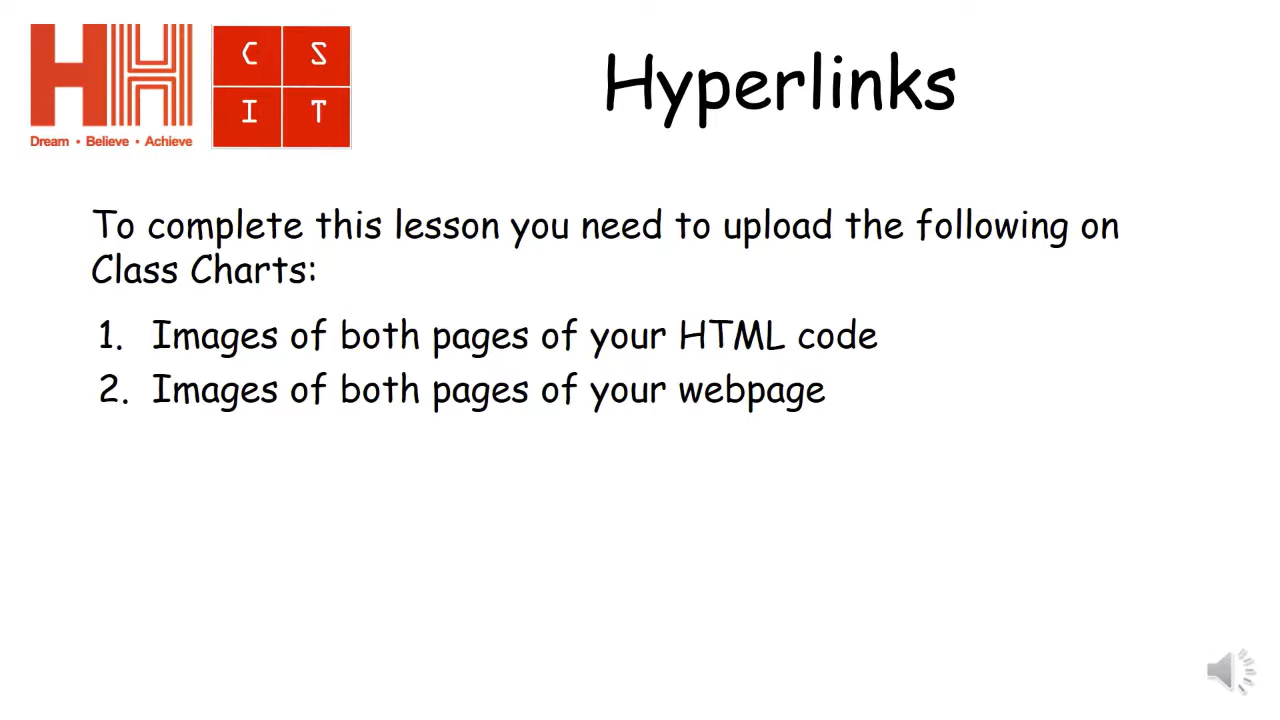 HH
Dream • Believe • Achieve
C S
I T
Hyperlinks
To complete this lesson you need to upload the following on
Class Charts:
1. Images of both pages of your HTML code
2. Images of both pages of your webpage